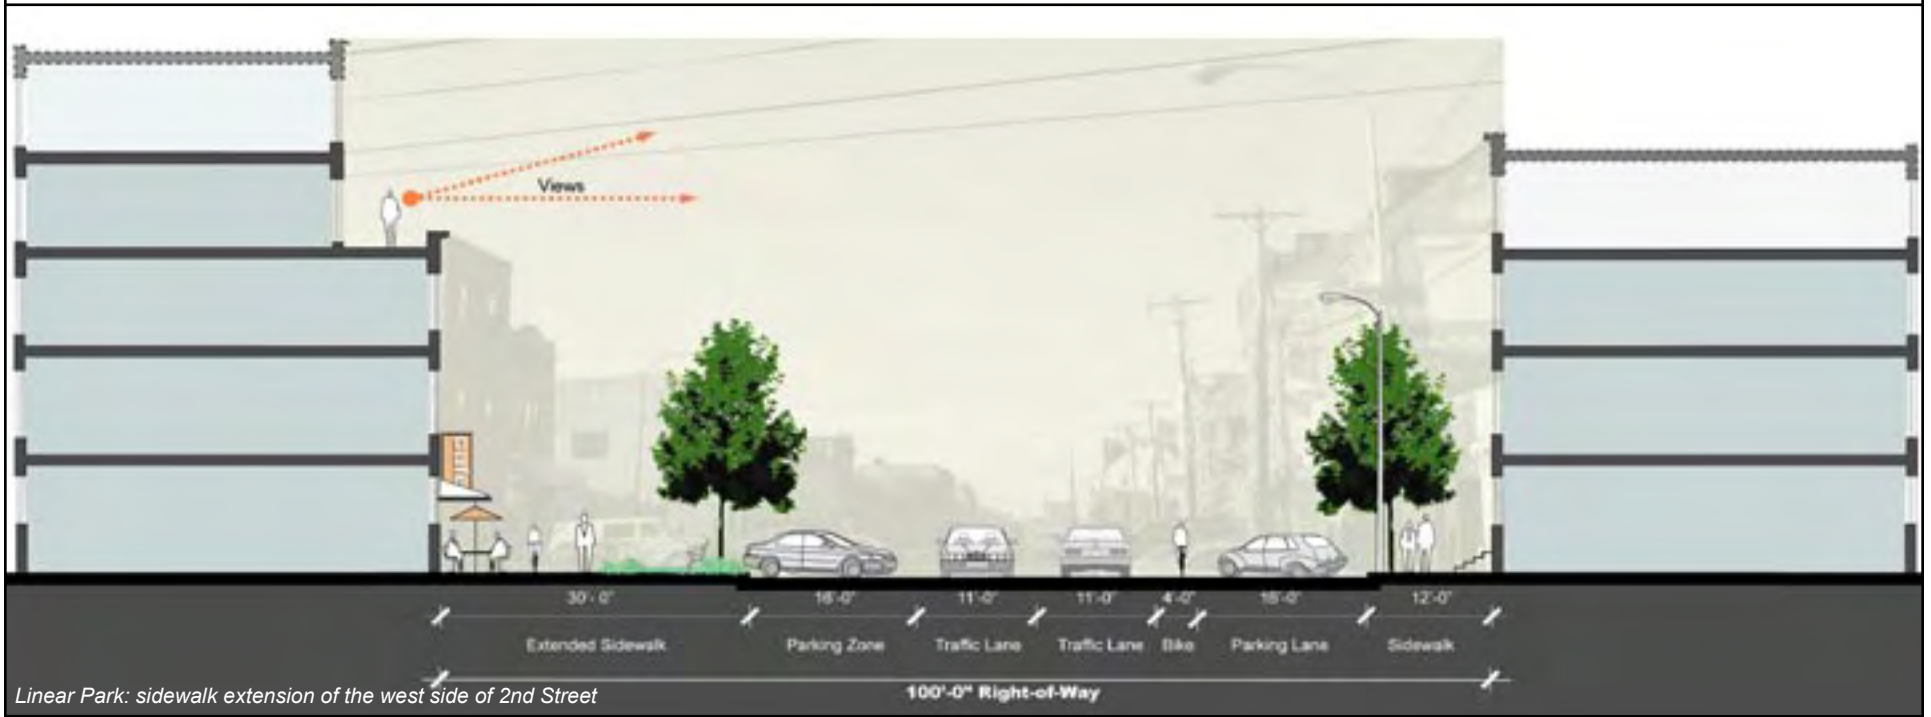 Views
30'-0" 16'-0" 11'-0" 11'-0" 4'-0" 16'-0" 12'-0"
Extended Sidewalk Parking Zone Traffic Lane Traffic Lane Bike Parking Lane Sidewalk
100'-0" Right-of-Way
Linear Park: sidewalk extension of the west side of 2nd Street